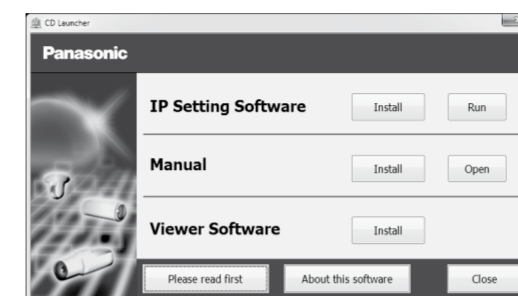 CD Launcher
Panasonic
IP Setting Software Install Run
Manual Install Open
Viewer Software Install
Please read first About this software Close